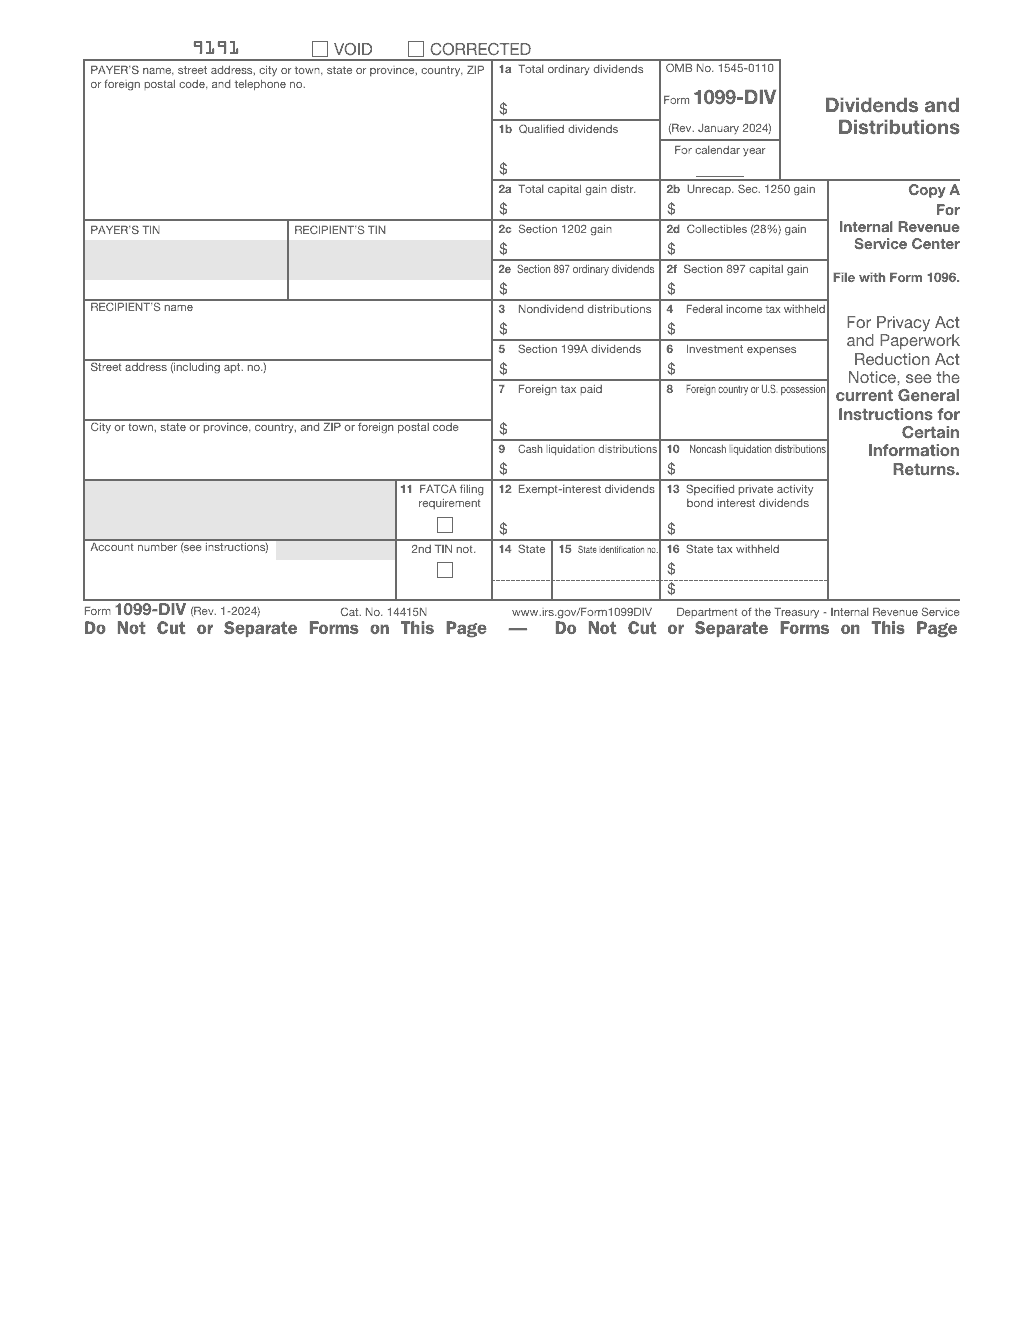 9191 VOID CORRECTED
PAYER'S name, street address, city or town, state or province, country, ZIP
or foreign postal code, and telephone no.
1a Total ordinary dividends
$
1b Qualified dividends
$
OMB No. 1545-0110
Form 1099-DIV
(Rev. January 2024)
For calendar year
Dividends and
Distributions
2a Total capital gain distr.
$
2b Unrecap. Sec. 1250 gain
$
Copy A
For
Internal Revenue
Service Center
File with Form 1096.
For Privacy Act
and Paperwork
Reduction Act
Notice, see the
current General
Instructions for
Certain
Information
Returns.
PAYER'S TIN
RECIPIENT'S TIN
2c Section 1202 gain
$
2d Collectibles (28%) gain
$
2e Section 897 ordinary dividends
$
2f Section 897 capital gain
$
RECIPIENT'S name
3 Nondividend distributions
$
4 Federal income tax withheld
$
5 Section 199A dividends
$
6 Investment expenses
$
Street address (including apt. no.)
7 Foreign tax paid
$
8 Foreign country or U.S. possession
City or town, state or province, country, and ZIP or foreign postal code
9 Cash liquidation distributions
$
10 Noncash liquidation distributions
$
11 FATCA filing
requirement
12 Exempt-interest dividends
$
13 Specified private activity
bond interest dividends
$
Account number (see instructions)
2nd TIN not.
14 State
15 State identification no.
16 State tax withheld
$
$
Form 1099-DIV (Rev. 1-2024) Cat. No. 14415N www.irs.gov/Form1099DIV Department of the Treasury - Internal Revenue Service
Do Not Cut or Separate Forms on This Page — Do Not Cut or Separate Forms on This Page